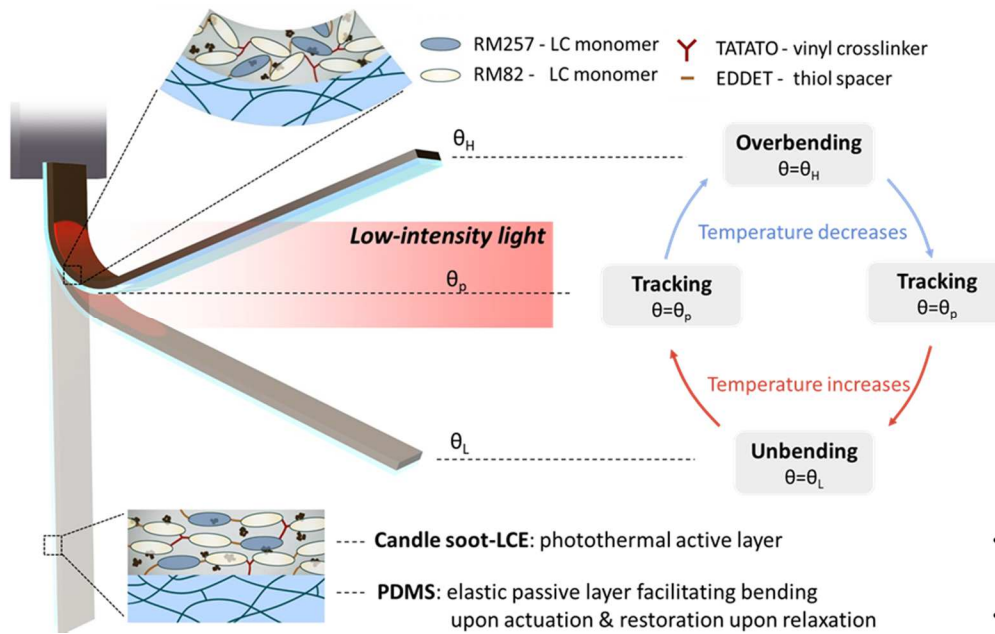 RM257 - LC monomer
TATATO - vinyl crosslinker
RM82 - LC monomer
EDDET - thiol spacer
θH
Overbending
θ=θH
Low-intensity light
Temperature decreases
θp
Tracking
θ=θp
Tracking
θ=θp
Temperature increases
θL
Unbending
θ=θL
Candle soot-LCE: photothermal active layer
PDMS: elastic passive layer facilitating bending
upon actuation & restoration upon relaxation